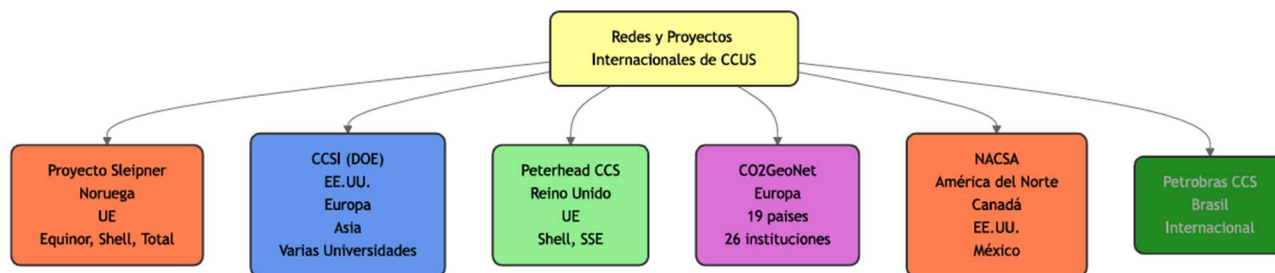 Redes y Proyectos
Internacionales de CCUS
Proyecto Sleipner
Noruega
UE
Equinor, Shell, Total
CCSI (DOE)
EE.UU.
Europa
Asia
Varias Universidades
Peterhead CCS
Reino Unido
UE
Shell, SSE
CO2GeoNet
Europa
19 paises
26 instituciones
NACSA
América del Norte
Canadá
EE.UU.
México
Petrobras CCS
Brasil
Internacional